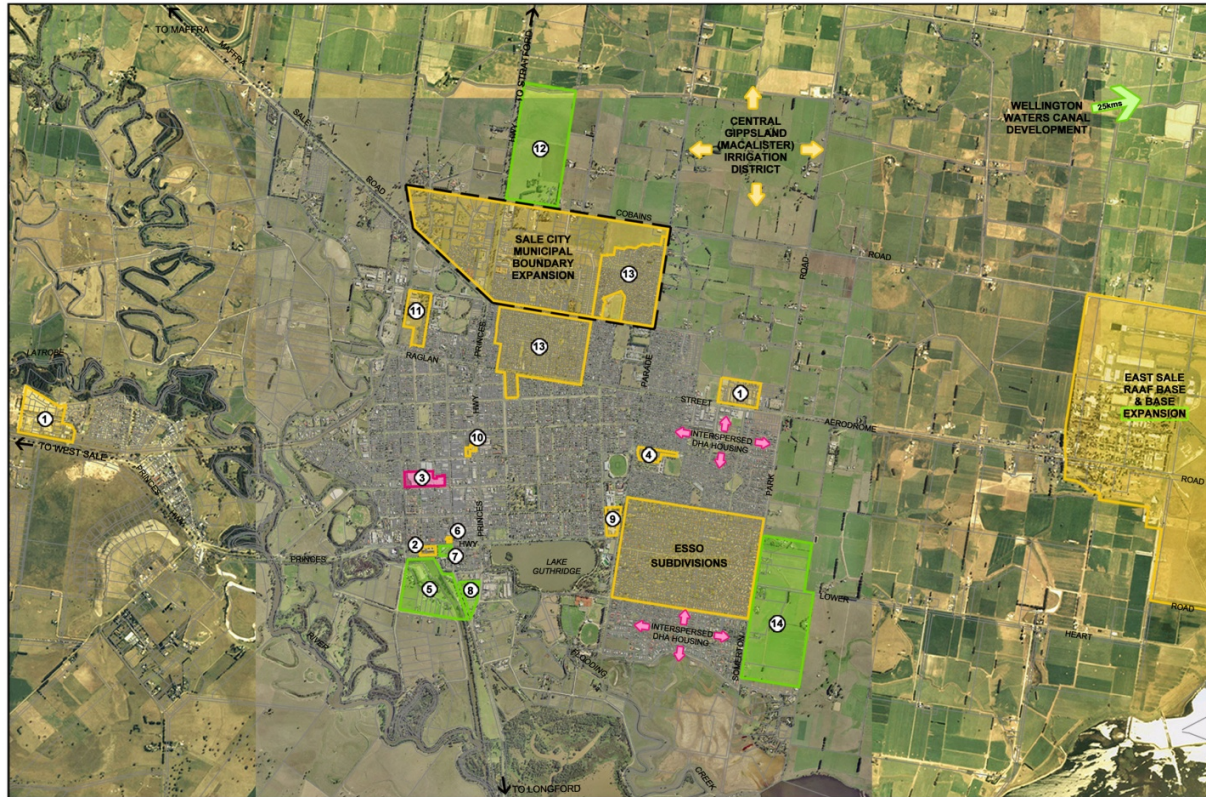 TO MAFFRA
MAFFRA
SALE
ROAD
TO STRATFORD
HWY
12
CENTRAL
GIPPSLAND
(MACALISTER)
IRRIGATION
DISTRICT
WELLINGTON
WATERS CANAL
DEVELOPMENT
25kms
COBAINS
ROAD
ROAD
SALE CITY
MUNICIPAL
BOUNDARY
EXPANSION
13
11
RAGLAN
PRINCES
HWY
13
PARADE
STREET
1
AERODROME
ROAD
EAST SALE
RAAF BASE
& BASE
EXPANSION
LATROBE
1
TO WEST SALE
PRINCES
HWY
10
INTERSPERSED
DHA HOUSING
4
3
PARK
PRINCES
9
6
HWY
2
7
PRINCES
LAKE
GUTHRIDGE
ESSO
SUBDIVISIONS
5
8
LOWER
ROAD
14
HEART
RIVER
INTERSPERSED
DHA HOUSING
SOMERTON
FLOODING
CREEK
TO LONGFORD